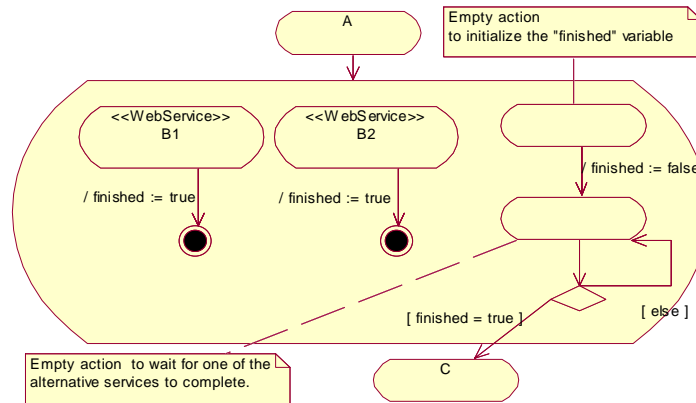 A
Empty action
to initialize the "finished" variable
<<WebService>>
B1
<<WebService>>
B2
/ finished := true
/ finished := true
/ finished := false
[ finished = true ]
[ else ]
Empty action  to wait for one of the
alternative services to complete.
C